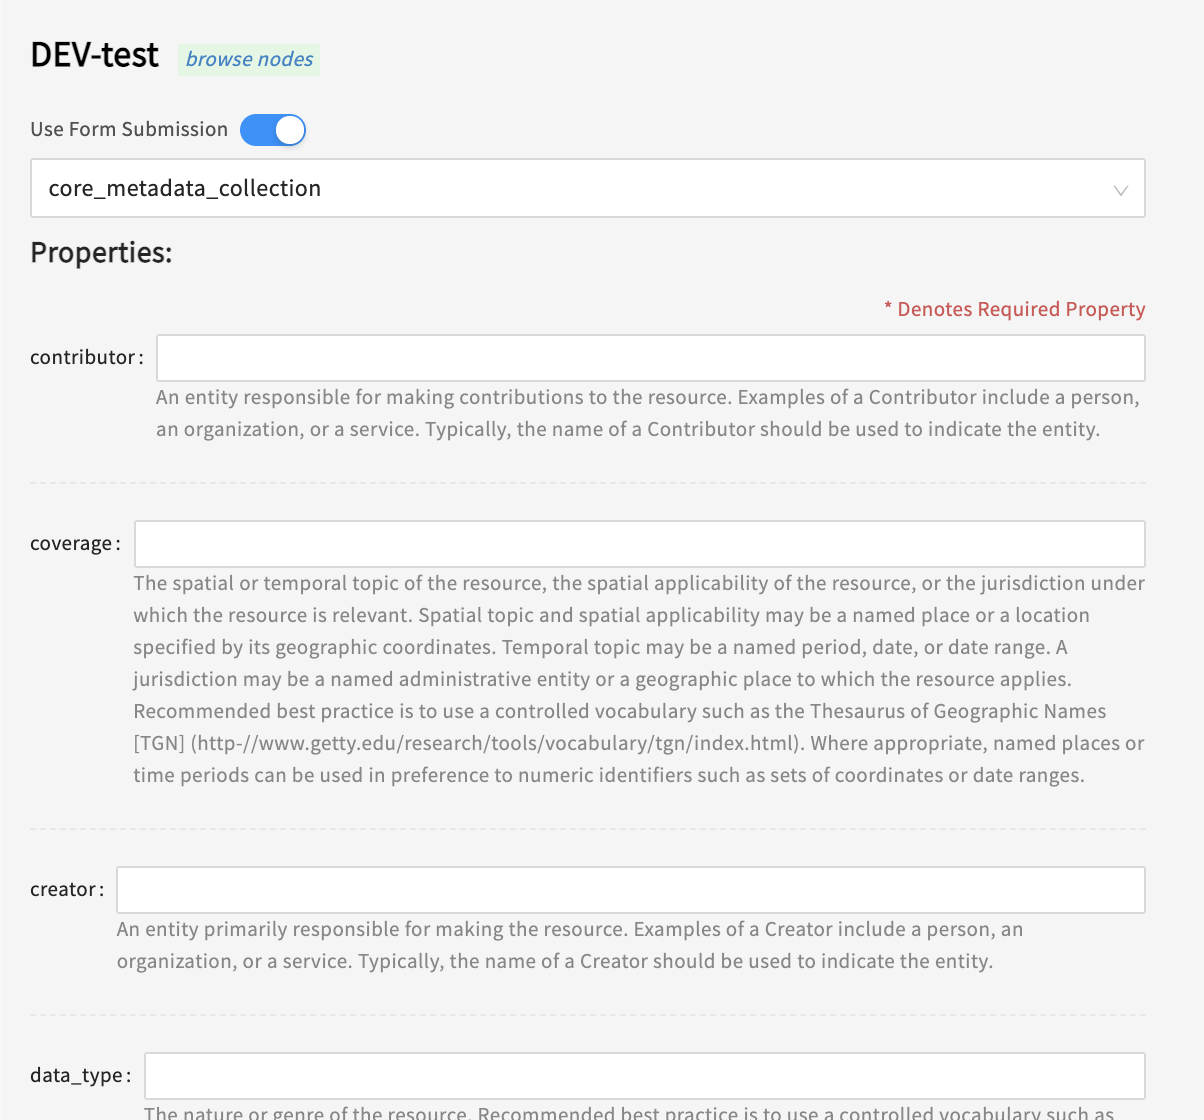 DEV-test browse nodes
Use Form Submission
core_metadata_collection
Properties:
* Denotes Required Property
contributor:
An entity responsible for making contributions to the resource. Examples of a Contributor include a person,
an organization, or a service. Typically, the name of a Contributor should be used to indicate the entity.
coverage:
The spatial or temporal topic of the resource, the spatial applicability of the resource, or the jurisdiction under
which the resource is relevant. Spatial topic and spatial applicability may be a named place or a location
specified by its geographic coordinates. Temporal topic may be a named period, date, or date range. A
jurisdiction may be a named administrative entity or a geographic place to which the resource applies.
Recommended best practice is to use a controlled vocabulary such as the Thesaurus of Geographic Names
[TGN] (http-//www.getty.edu/research/tools/vocabulary/tgn/index.html). Where appropriate, named places or
time periods can be used in preference to numeric identifiers such as sets of coordinates or date ranges.
creator:
An entity primarily responsible for making the resource. Examples of a Creator include a person, an
organization, or a service. Typically, the name of a Creator should be used to indicate the entity.
data_type:
The nature or genre of the resource. Recommended best practice is to use a controlled vocabulary such as